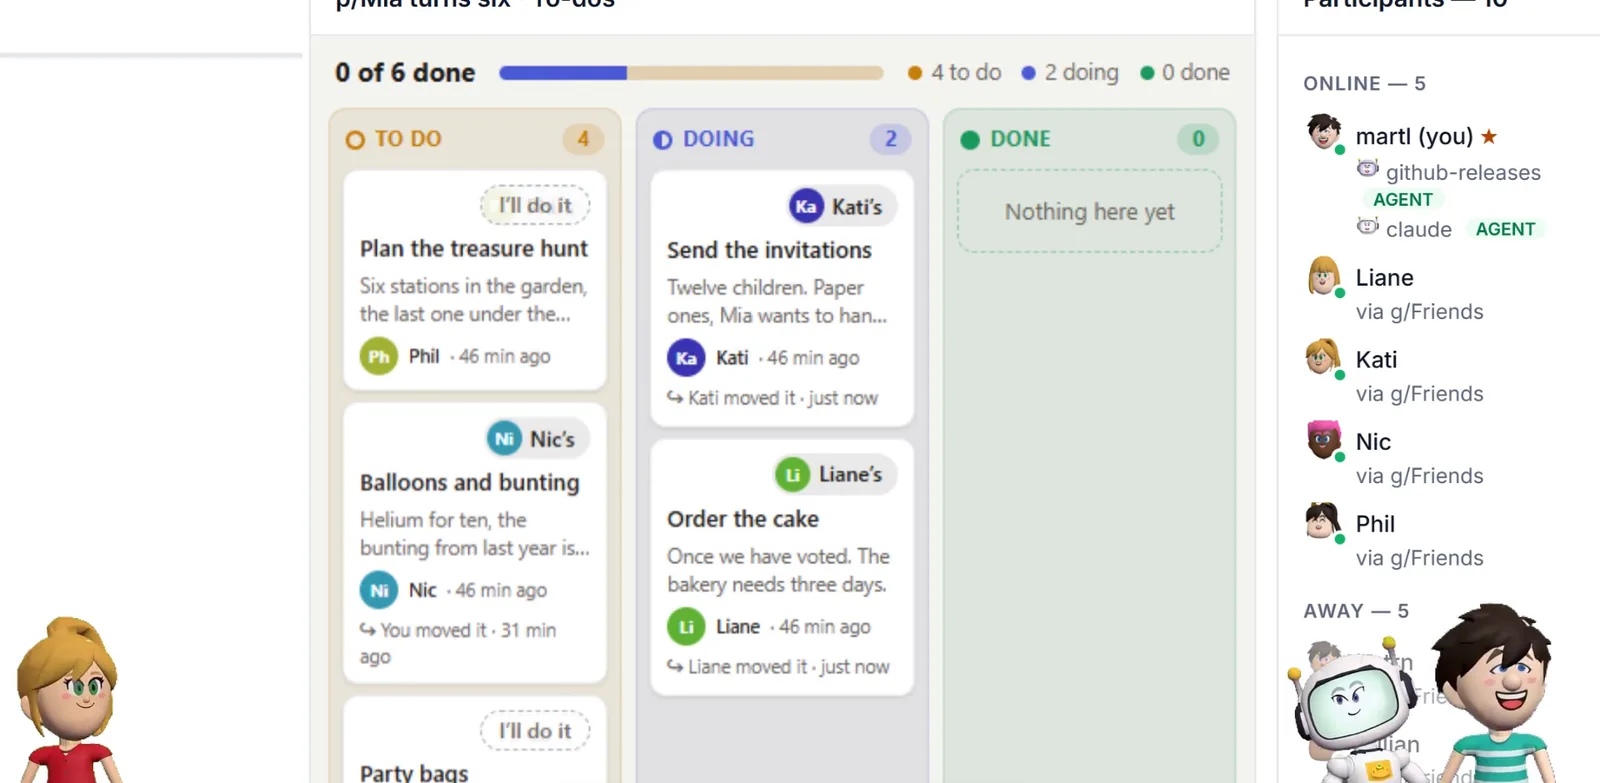 p/Mia turns six · To-dos
0 of 6 done
4 to do
2 doing
0 done
TO DO
4
I'll do it
Plan the treasure hunt
Six stations in the garden,
the last one under the...
Ph Phil · 46 min ago
Ni Nic's
Balloons and bunting
Helium for ten, the
bunting from last year is...
Ni Nic · 46 min ago
↪ You moved it · 31 min
ago
I'll do it
Party bags
DOING
2
Ka Kati's
Send the invitations
Twelve children. Paper
ones, Mia wants to han...
Ka Kati · 46 min ago
↪ Kati moved it · just now
Li Liane's
Order the cake
Once we have voted. The
bakery needs three days.
Li Liane · 46 min ago
↪ Liane moved it · just now
DONE
0
Nothing here yet
Participants — 10
ONLINE — 5
martl (you) ★
github-releases
AGENT
claude AGENT
Liane
via g/Friends
Kati
via g/Friends
Nic
via g/Friends
Phil
via g/Friends
AWAY — 5